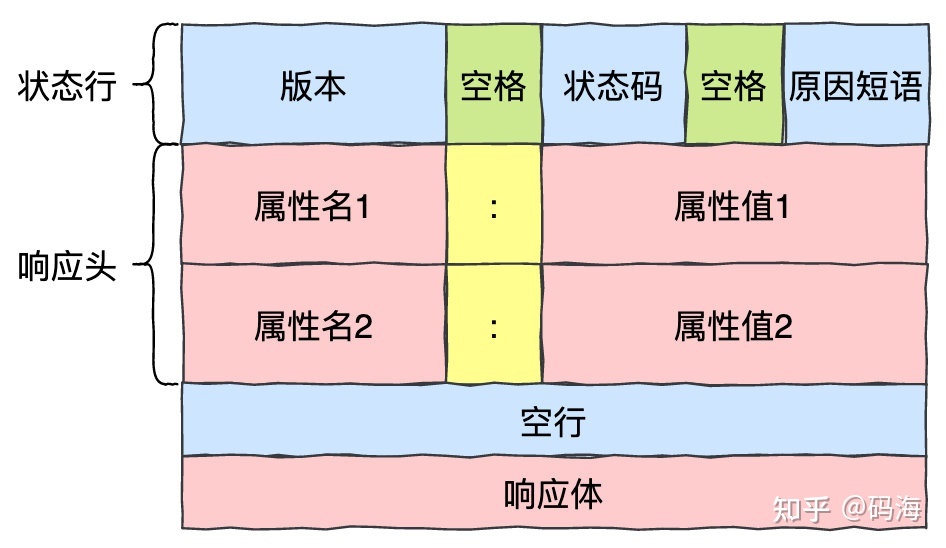 状态行 版本 空格 状态码 空格 原因短语
属性名1 : 属性值1
响应头
属性名2 : 属性值2
空行
响应体
知乎 @码海